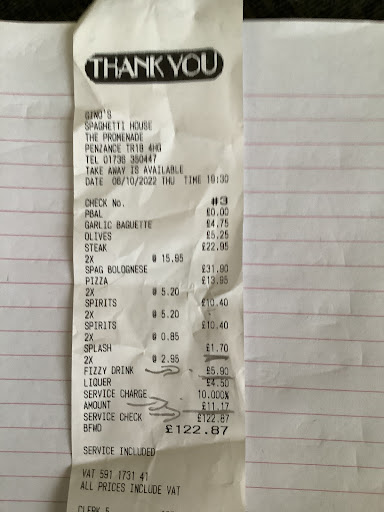 THANK YOU
GINO'S
SPAGHETTI HOUSE
THE PROMENADE
PENZANCE TR18 4HG
TEL 01736 350447
TAKE AWAY IS AVAILABLE
DATE 06/10/2022 THU TIME 19:30
CHECK No. #3
PBAL £0.00
GARLIC BAGUETTE £4.75
OLIVES £5.25
STEAK £22.95
2X @ 15.95
SPAG BOLOGNESE £31.90
PIZZA £13.95
2X @ 5.20
SPIRITS £10.40
2X @ 5.20
SPIRITS £10.40
2X @ 0.85
SPLASH £1.70
2X @ 2.95
FIZZY DRINK £5.90
LIQUER £4.50
SERVICE CHARGE 10.000%
AMOUNT £11.17
SERVICE CHECK £122.87
BFWD £122.87
SERVICE INCLUDED
VAT 591 1731 41
ALL PRICES INCLUDE VAT
CLERK 5